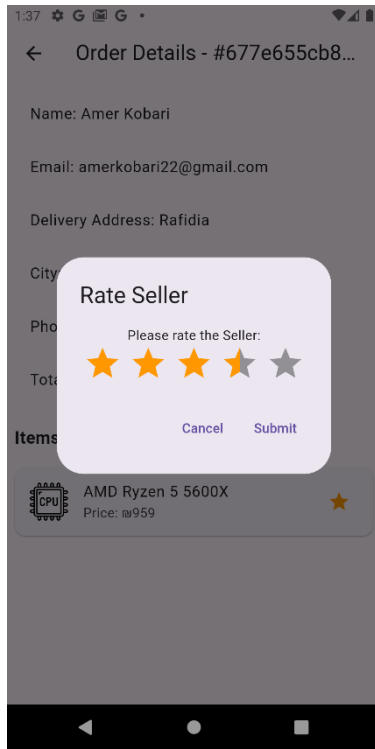 1:37 G G
Order Details - #677e655cb8...
Name: Amer Kobari
Email: amerkobari22@gmail.com
Delivery Address: Rafidia
City
Rate Seller
Pho
Please rate the Seller:
Tota
Cancel Submit
Items
CPU
AMD Ryzen 5 5600X
Price: ₪959